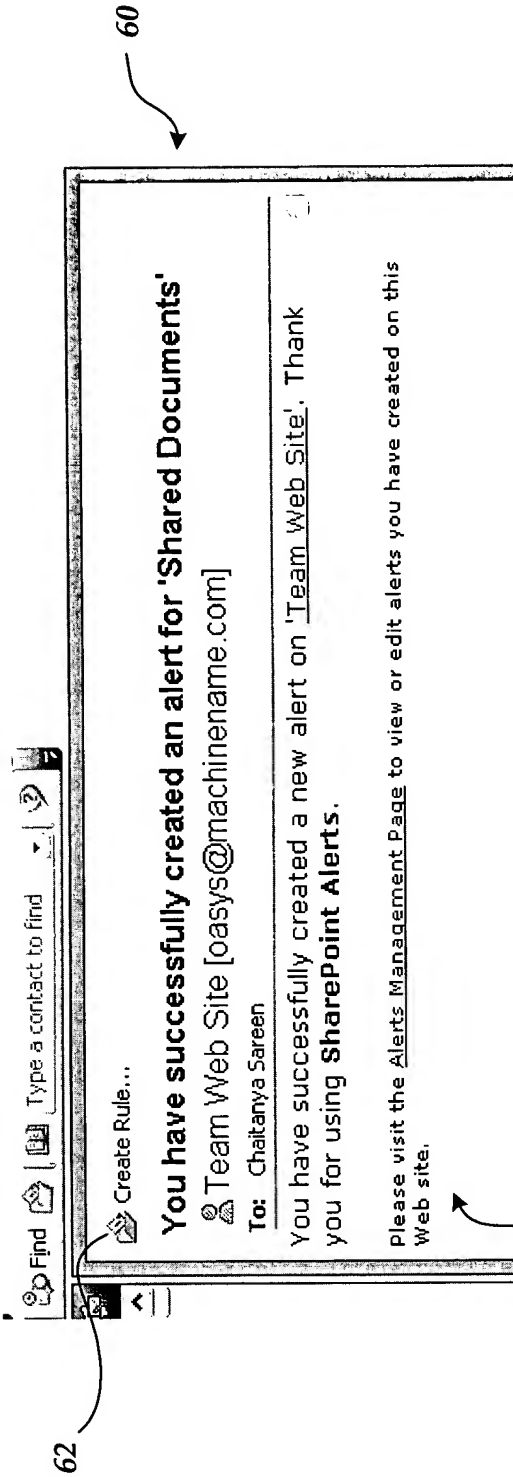 60
Find Type a contact to find
62
Create Rule...
You have successfully created an alert for 'Shared Documents'
Team Web Site [oasys@machinename.com]
To: Chaitanya Sareen
You have successfully created a new alert on 'Team Web Site'. Thank
you for using SharePoint Alerts.
Please visit the Alerts Management Page to view or edit alerts you have created on this
Web site.